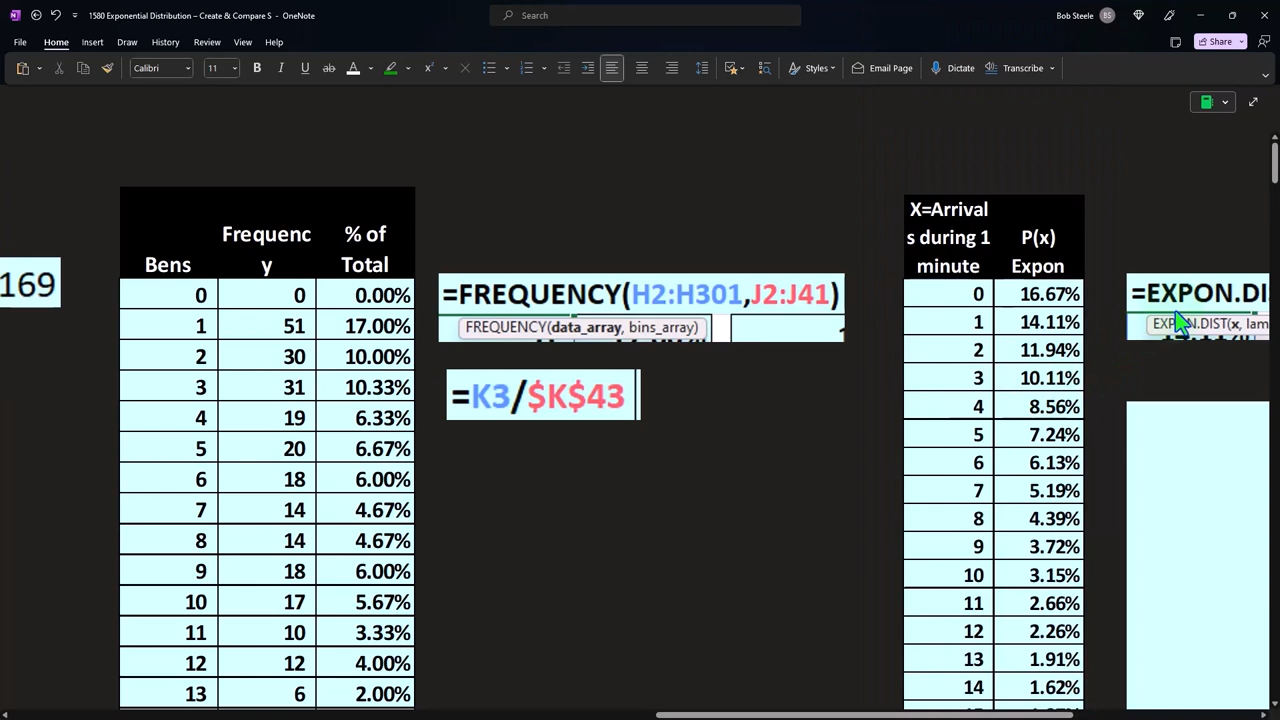 1580 Exponential Distribution – Create & Compare S - OneNote
Search
Bob Steele
BS
File Home Insert Draw History Review View Help
Share
Calibri 11 B I U ab A Styles Email Page Dictate Transcribe
169
Bens Frequenc y % of Total
0 0 0.00%
1 51 17.00%
2 30 10.00%
3 31 10.33%
4 19 6.33%
5 20 6.67%
6 18 6.00%
7 14 4.67%
8 14 4.67%
9 18 6.00%
10 17 5.67%
11 10 3.33%
12 12 4.00%
13 6 2.00%
=FREQUENCY(H2:H301,J2:J41)
FREQUENCY(data_array, bins_array)
=K3/$K$43
X=Arrival
s during 1 P(x)
minute Expon
0 16.67%
1 14.11%
2 11.94%
3 10.11%
4 8.56%
5 7.24%
6 6.13%
7 5.19%
8 4.39%
9 3.72%
10 3.15%
11 2.66%
12 2.26%
13 1.91%
14 1.62%
=EXPON.DI
EXPON.DIST(x, lam